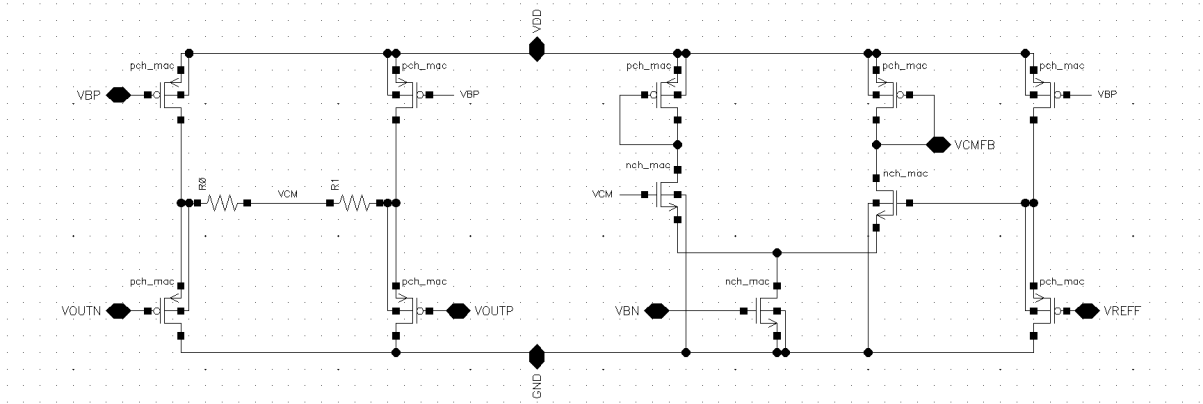 VDD
pch_mac
pch_mac
pch_mac
pch_mac
pch_mac
VBP
VBP
VBP
VCMFB
nch_mac
nch_mac
R0
VCM
R1
VCM
pch_mac
pch_mac
nch_mac
pch_mac
VOUTN
VOUTP
VBN
VREFF
GND